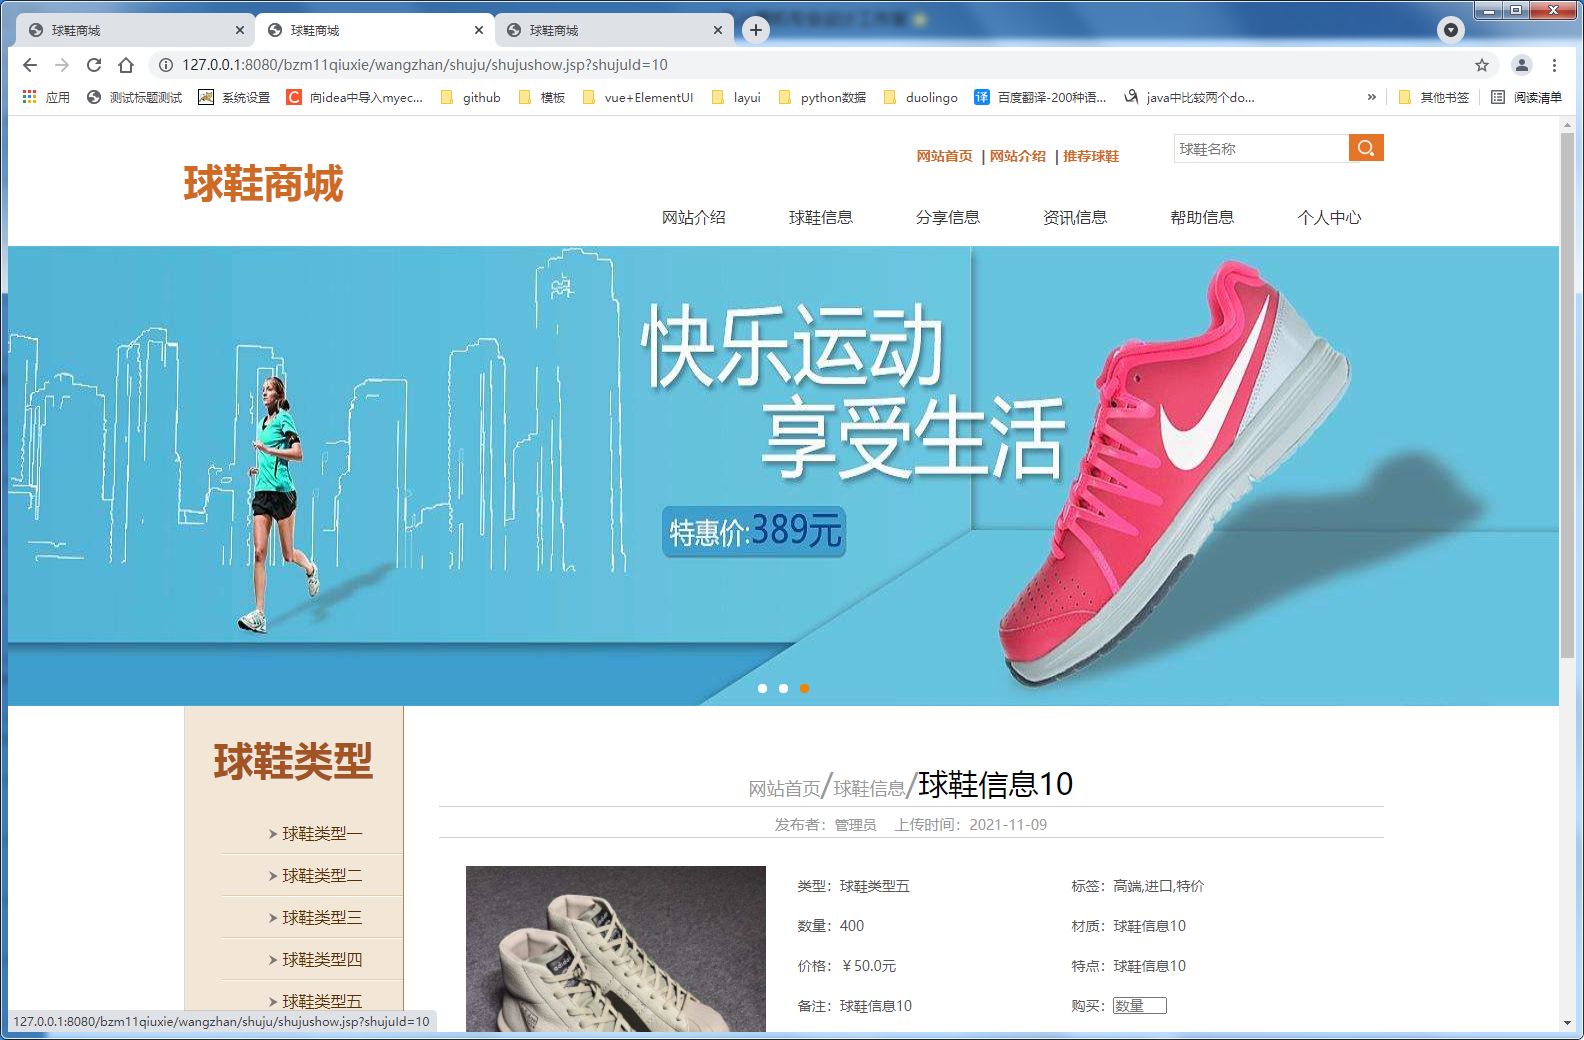 球鞋商城 球鞋商城 球鞋商城
127.0.0.1:8080/bzm11qiuxie/wangzhan/shuju/shujushow.jsp?shujuId=10
应用 测试标题测试 系统设置 向idea中导入myec... github 模板 vue+ElementUI layui python数据 duolingo 百度翻译-200种语... java中比较两个do... » 其他书签 阅读清单
网站首页 | 网站介绍 | 推荐球鞋 球鞋名称
球鞋商城
网站介绍 球鞋信息 分享信息 资讯信息 帮助信息 个人中心
快乐运动
享受生活
特惠价:389元
球鞋类型
网站首页/球鞋信息/球鞋信息10
发布者：管理员 上传时间：2021-11-09
球鞋类型一
球鞋类型二
球鞋类型三
球鞋类型四
球鞋类型五
类型：球鞋类型五 标签：高端,进口,特价
数量：400 材质：球鞋信息10
价格：￥50.0元 特点：球鞋信息10
备注：球鞋信息10 购买：数量
adidas
127.0.0.1:8080/bzm11qiuxie/wangzhan/shuju/shujushow.jsp?shujuId=10